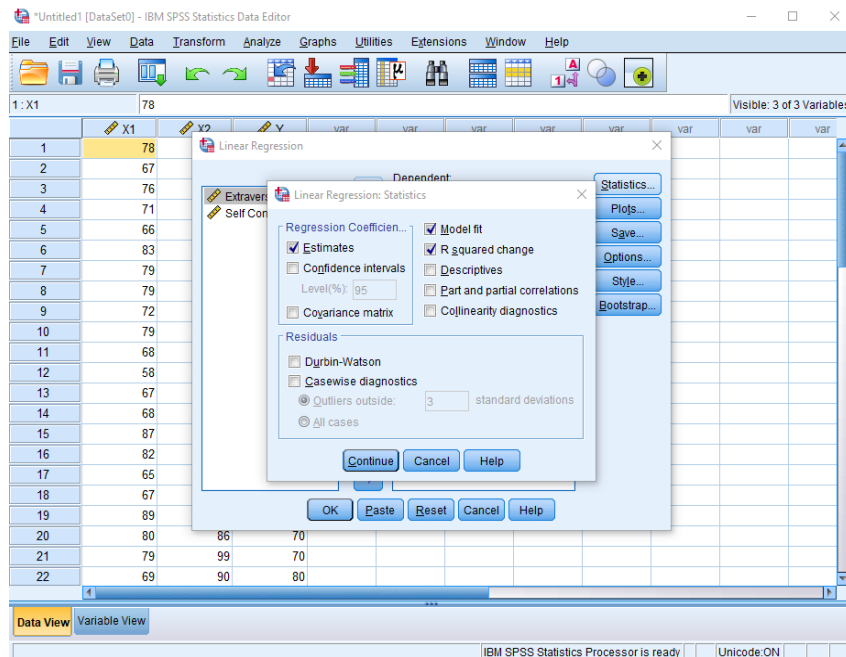 *Untitled1 [DataSet0] - IBM SPSS Statistics Data Editor
File Edit View Data Transform Analyze Graphs Utilities Extensions Window Help
1 : X1 78 Visible: 3 of 3 Variables
X1 X2 Y var var var var var var var var
1 78
2 67
3 76
4 71
5 66
6 83
7 79
8 79
9 72
10 79
11 68
12 58
13 67
14 68
15 87
16 82
17 65
18 67
19 89
20 80 86 70
21 79 99 70
22 69 90 80
Linear Regression
Dependent:
Extravers
Self Con
Statistics...
Plots...
Save...
Options...
Style...
Bootstrap...
Linear Regression: Statistics
Regression Coefficien...
Estimates
Confidence intervals
Level(%): 95
Covariance matrix
Model fit
R squared change
Descriptives
Part and partial correlations
Collinearity diagnostics
Residuals
Durbin-Watson
Casewise diagnostics
Outliers outside: 3 standard deviations
All cases
Continue Cancel Help
OK Paste Reset Cancel Help
Data View Variable View
IBM SPSS Statistics Processor is ready Unicode:ON